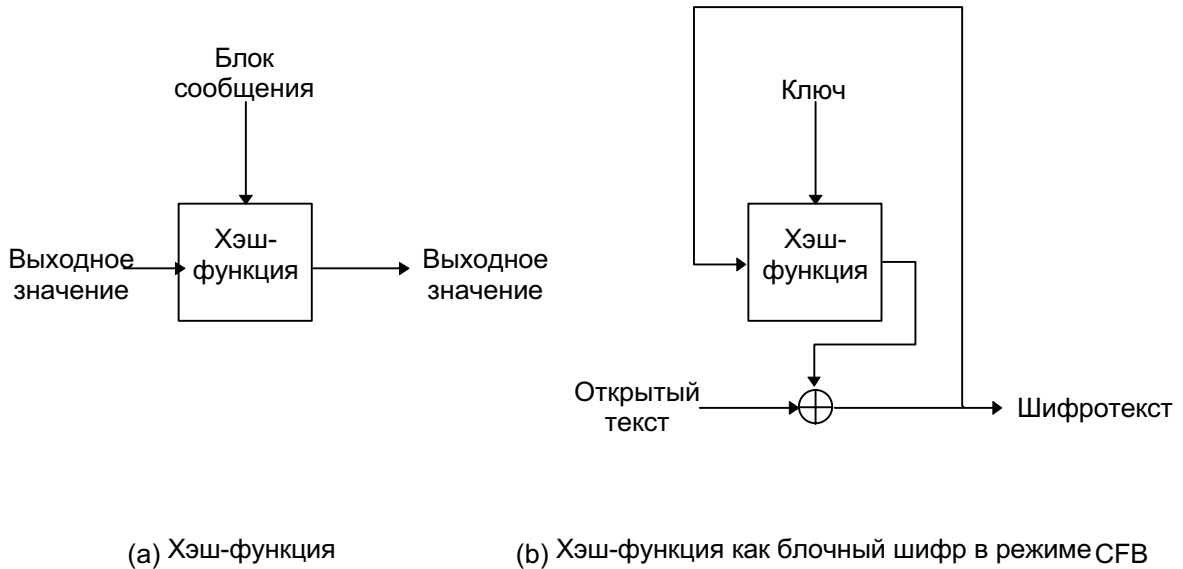 Блок
сообщения
Хэш-
функция
Выходное
значение
Выходное
значение
(a) Хэш-функция
Ключ
Хэш-
функция
Открытый
текст
Шифротекст
(b) Хэш-функция как блочный шифр в режиме CFB